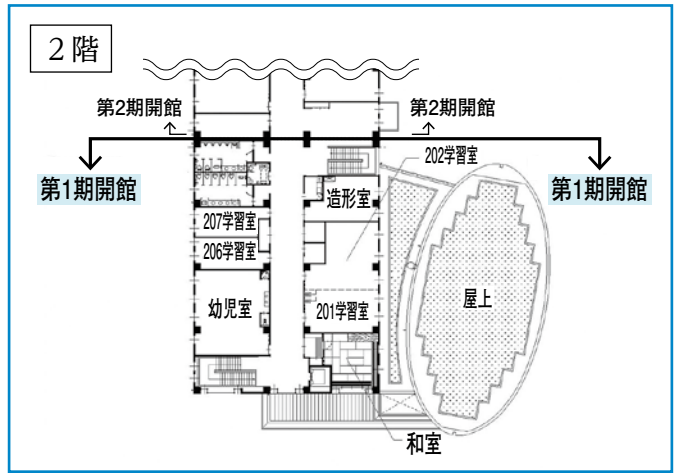 2階
第2期開館
第2期開館
第1期開館
第1期開館
202学習室
造形室
207学習室
206学習室
幼児室
201学習室
屋上
和室